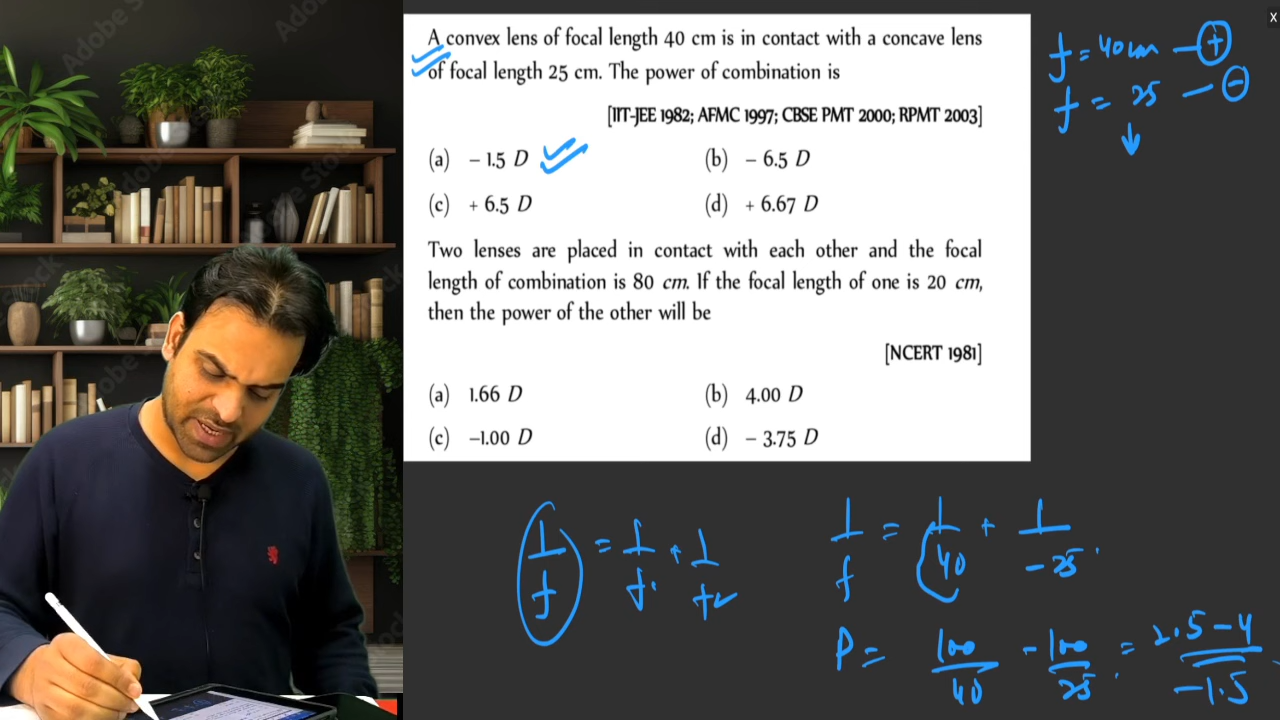 A convex lens of focal length 40 cm is in contact with a concave lens
of focal length 25 cm. The power of combination is
[IIT-JEE 1982; AFMC 1997; CBSE PMT 2000; RPMT 2003]
(a) – 1.5 D (b) – 6.5 D
(c) + 6.5 D (d) + 6.67 D
Two lenses are placed in contact with each other and the focal
length of combination is 80 cm. If the focal length of one is 20 cm,
then the power of the other will be
[NCERT 1981]
(a) 1.66 D (b) 4.00 D
(c) –1.00 D (d) – 3.75 D
f = 40cm — +
f = 25 — -
1/f = 1/f. + 1/f
1/f = 1/40 + 1/-25
P = 100/40 - 100/25 = 2.5-4
-1.5
Adobe Stock
x